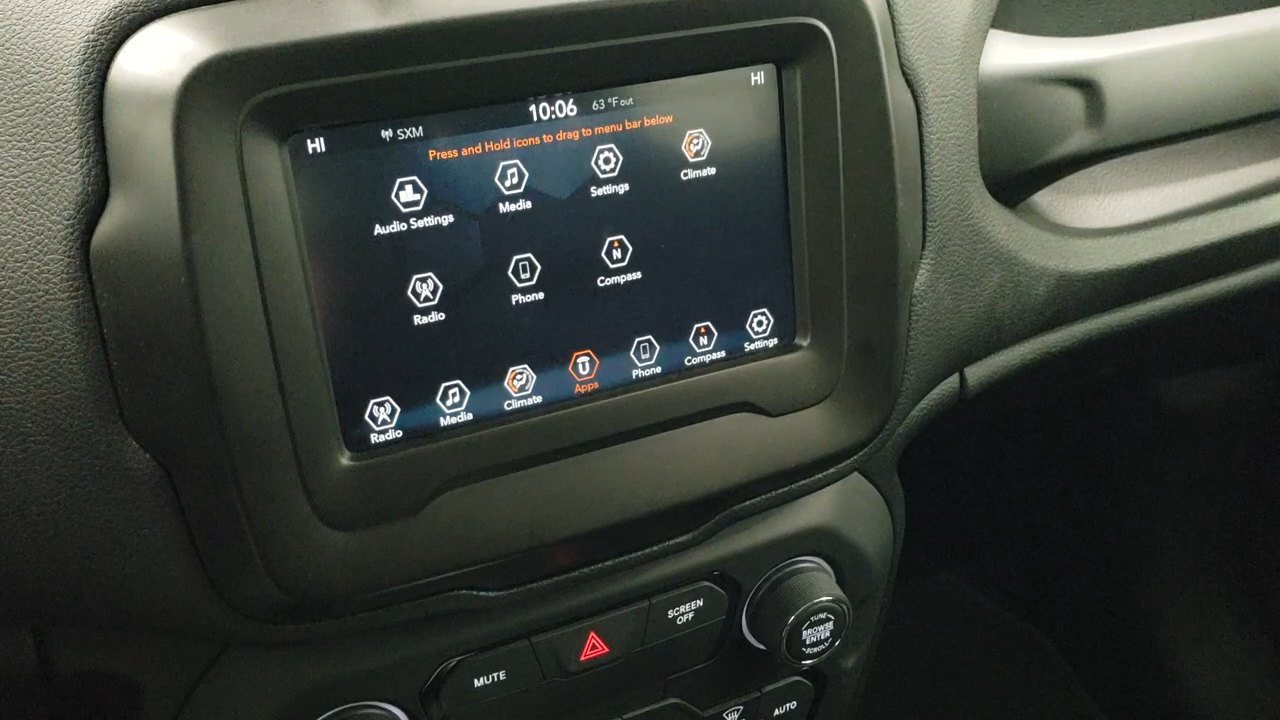 HI
SXM
10:06
63 °F out
HI
Press and Hold icons to drag to menu bar below
Audio Settings
Media
Settings
Climate
Radio
Phone
N
Compass
Radio
Media
Climate
Apps
Phone
N
Compass
Settings
MUTE
SCREEN
OFF
TUNE
BROWSE
ENTER
SCROLL
AUTO